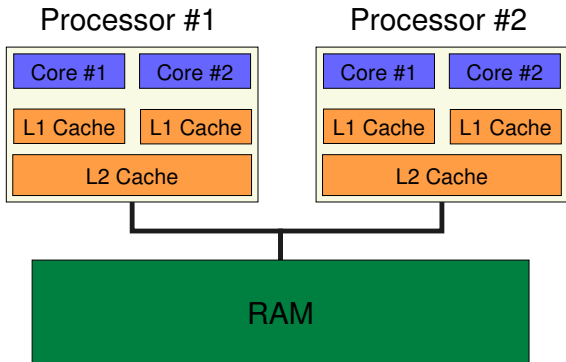 Processor #1
Processor #2
Core #1
Core #2
Core #1
Core #2
L1 Cache
L1 Cache
L1 Cache
L1 Cache
L2 Cache
L2 Cache
RAM